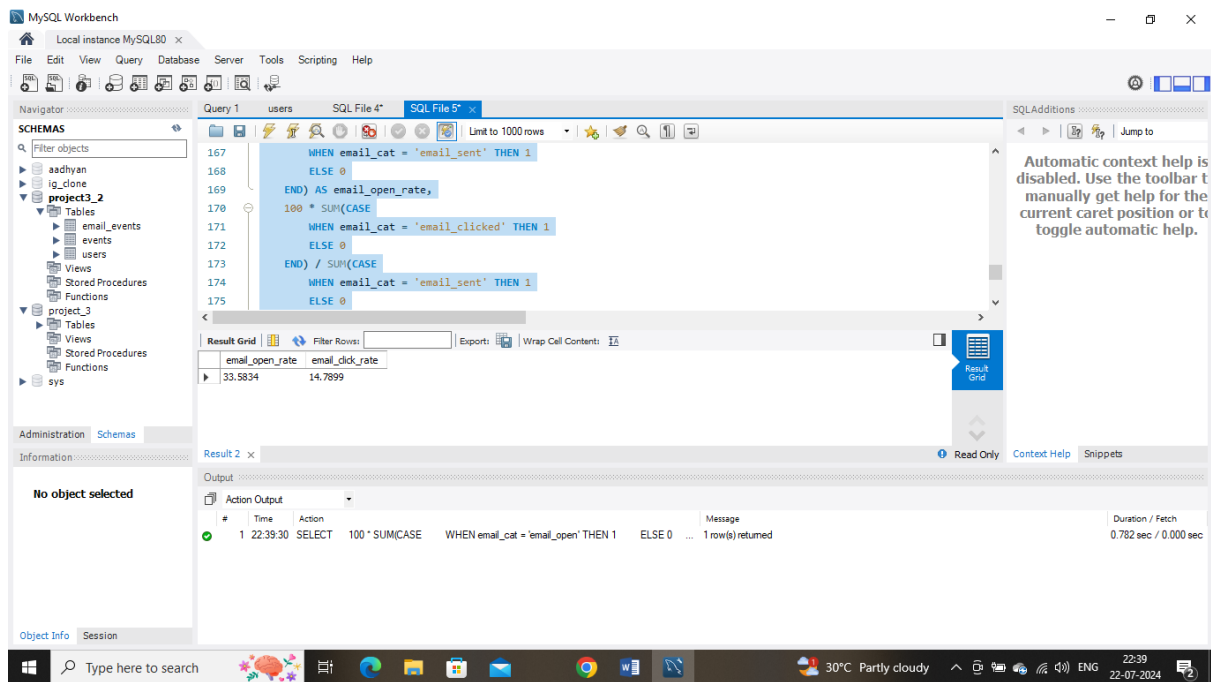 MySQL Workbench
Local instance MySQL80
File Edit View Query Database Server Tools Scripting Help
Navigator
SCHEMAS
Filter objects
aadhyan
ig_clone
project3_2
Tables
email_events
events
users
Views
Stored Procedures
Functions
project_3
Tables
Views
Stored Procedures
Functions
sys
Administration Schemas
Information
No object selected
Object Info Session
Query 1 users SQL File 4* SQL File 5*
Limit to 1000 rows
167 WHEN email_cat = 'email_sent' THEN 1
168 ELSE 0
169 END) AS email_open_rate,
170 100 * SUM(CASE
171 WHEN email_cat = 'email_clicked' THEN 1
172 ELSE 0
173 END) / SUM(CASE
174 WHEN email_cat = 'email_sent' THEN 1
175 ELSE 0
Result Grid Filter Rows: Export: Wrap Cell Content:
email_open_rate email_click_rate
33.5834 14.7899
Result
Grid
Result 2 Read Only
Output
Action Output
# Time Action Message Duration / Fetch
1 22:39:30 SELECT 100 * SUM(CASE WHEN email_cat = 'email_open' THEN 1 ELSE 0 ... 1 row(s) returned 0.782 sec / 0.000 sec
SQLAdditions
Jump to
Automatic context help is
disabled. Use the toolbar t
manually get help for the
current caret position or to
toggle automatic help.
Context Help Snippets
Type here to search
30°C Partly cloudy
ENG
22:39
22-07-2024
2